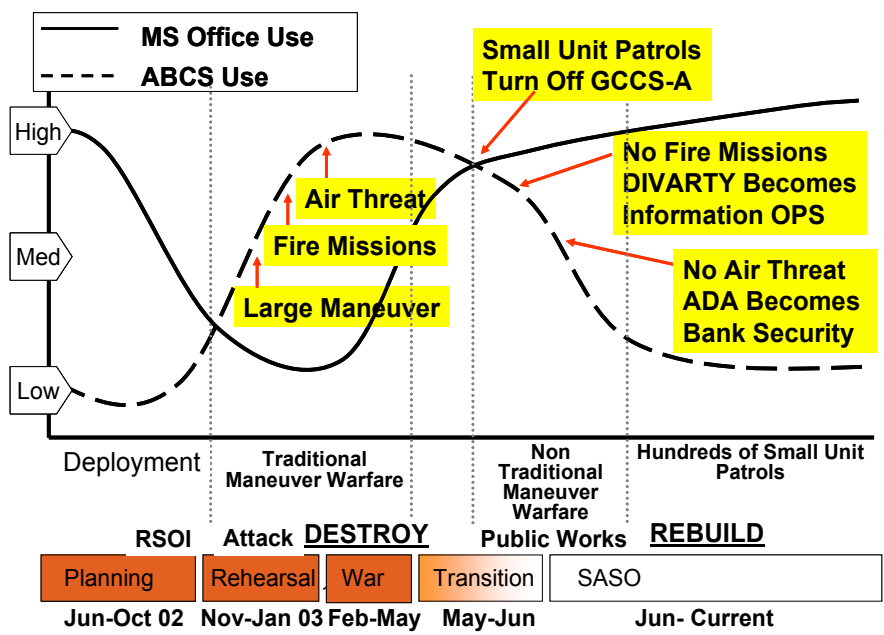 MS Office Use
ABCS Use
Small Unit Patrols
Turn Off GCCS-A
High
Med
Low
Air Threat
Fire Missions
Large Maneuver
No Fire Missions
DIVARTY Becomes
Information OPS
No Air Threat
ADA Becomes
Bank Security
Deployment
Traditional
Maneuver Warfare
Non
Traditional
Maneuver
Warfare
Hundreds of Small Unit
Patrols
RSOI Attack DESTROY Public Works REBUILD
Planning Rehearsal War Transition SASO
Jun-Oct 02 Nov-Jan 03 Feb-May May-Jun Jun- Current